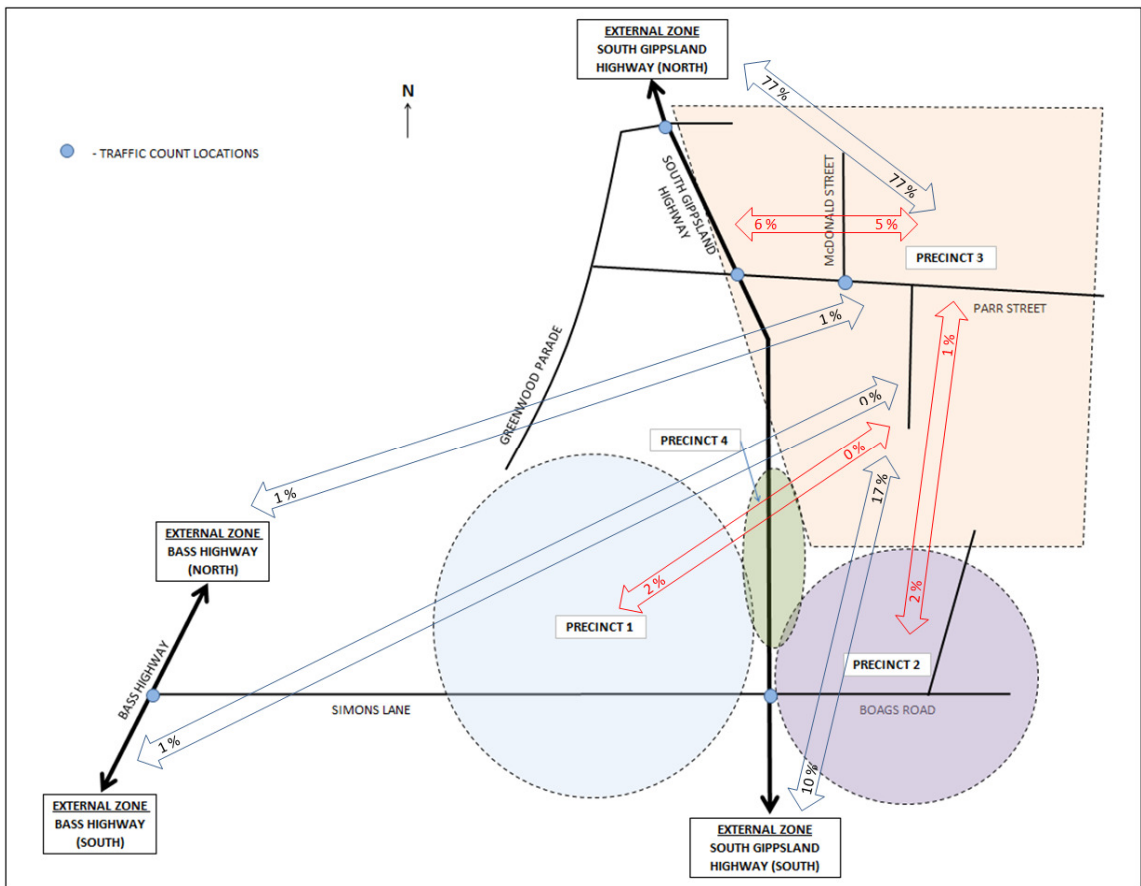 EXTERNAL ZONE
SOUTH GIPPSLAND
HIGHWAY (NORTH)
N
77 %
- TRAFFIC COUNT LOCATIONS
SOUTH GIPPSLAND
HIGHWAY
McDONALD STREET
77 %
6 %
5 %
PRECINCT 3
PARR STREET
1 %
1 %
GREENWOOD PARADE
0 %
PRECINCT 4
0 %
17 %
1 %
EXTERNAL ZONE
BASS HIGHWAY
(NORTH)
2 %
2 %
PRECINCT 1
PRECINCT 2
BASS HIGHWAY
SIMONS LANE
BOAGS ROAD
1 %
10 %
EXTERNAL ZONE
BASS HIGHWAY
(SOUTH)
EXTERNAL ZONE
SOUTH GIPPSLAND
HIGHWAY (SOUTH)